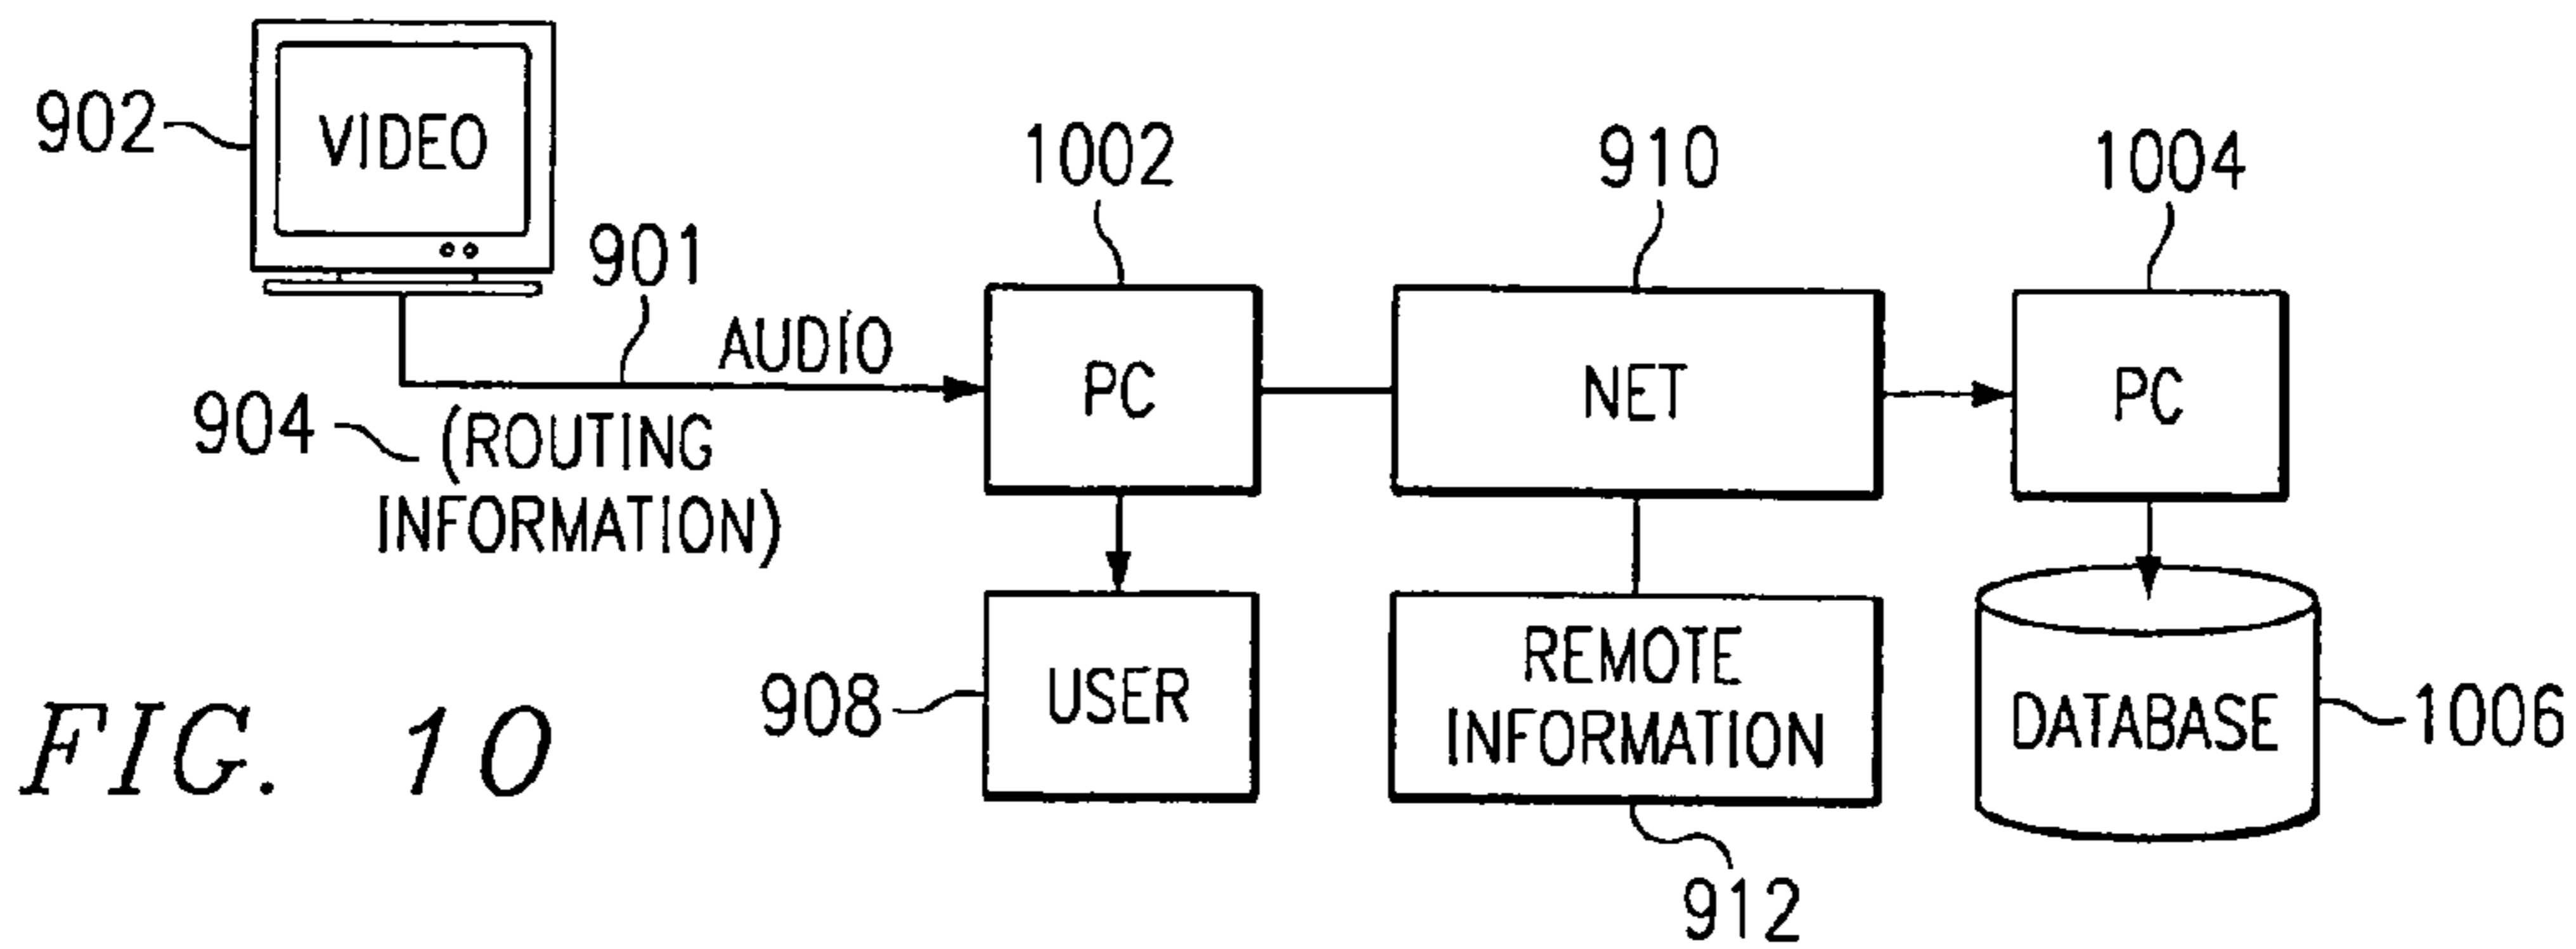 902
VIDEO
901
AUDIO
904
(ROUTING
INFORMATION)
1002
PC
910
NET
1004
PC
908
USER
REMOTE
INFORMATION
912
DATABASE
1006
FIG. 10